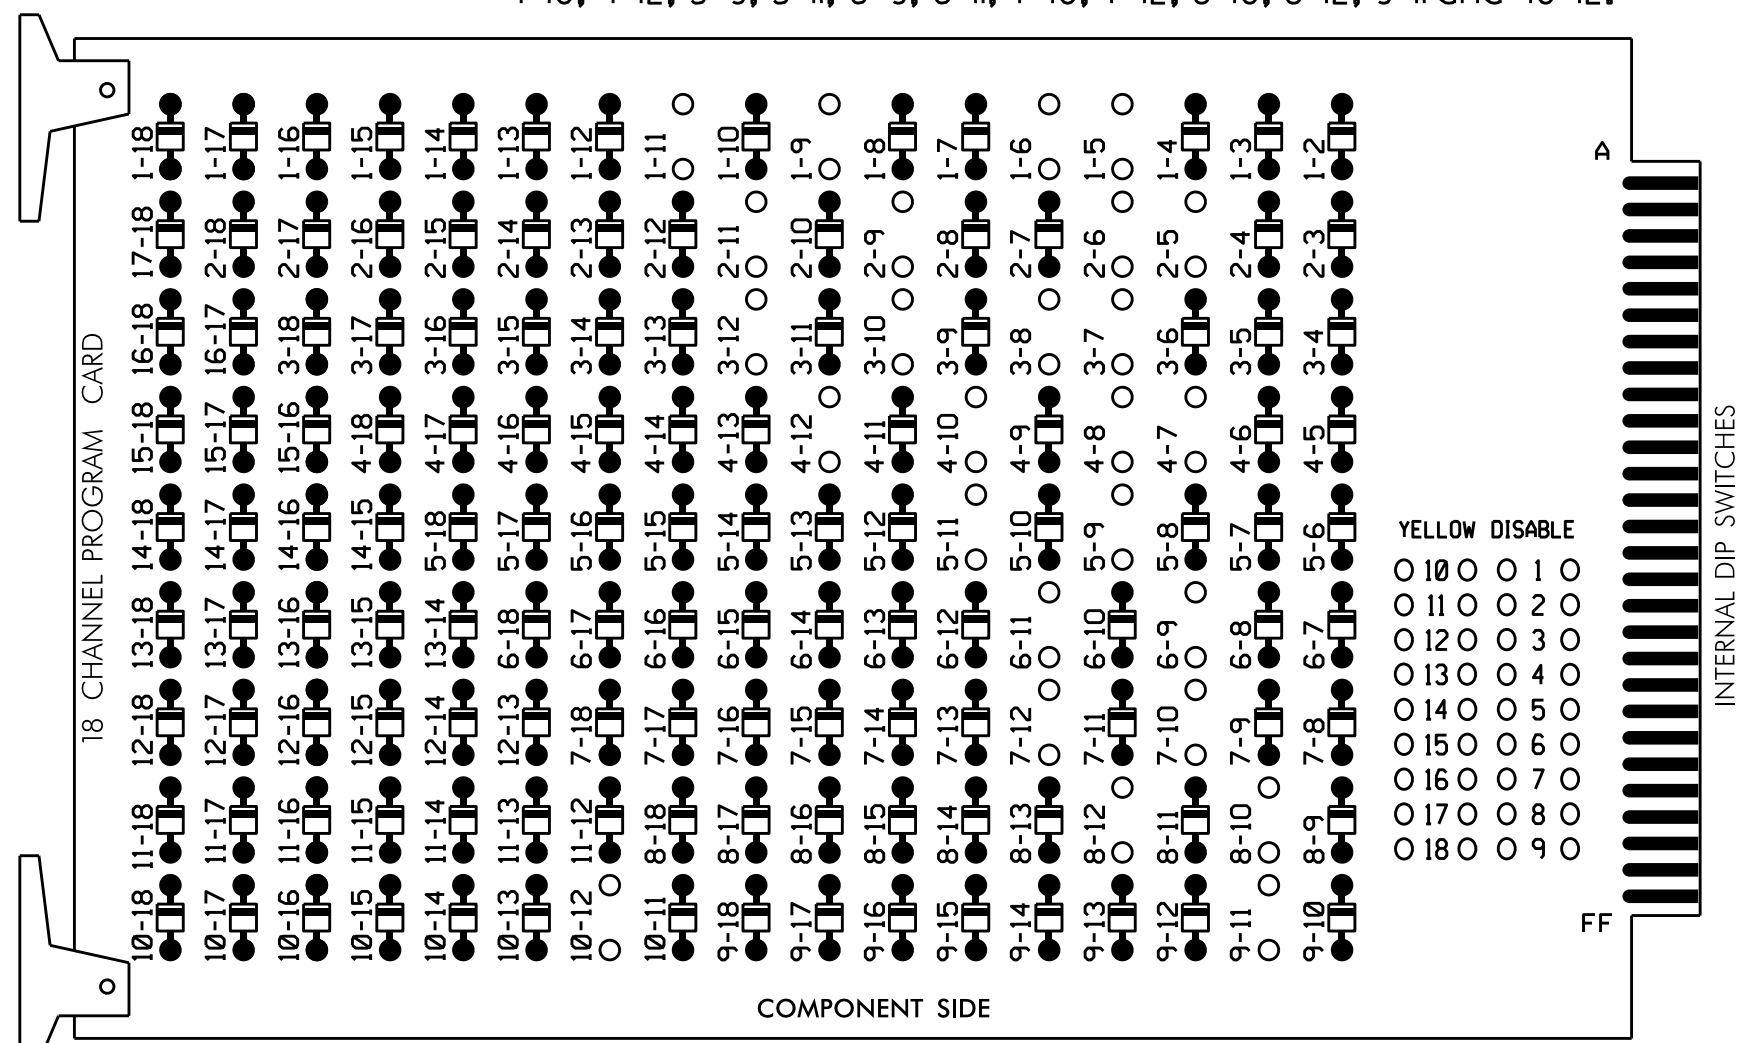 1-18 1-17 1-16 1-15 1-14 1-13 1-12 1-11 1-10 1-9 1-8 1-7 1-6 1-5 1-4 1-3 1-2
A
17-18 2-18 2-17 2-16 2-15 2-14 2-13 2-12 2-11 2-10 2-9 2-8 2-7 2-6 2-5 2-4 2-3
16-18 16-17 3-18 3-17 3-16 3-15 3-14 3-13 3-12 3-11 3-10 3-9 3-8 3-7 3-6 3-5 3-4
18 CHANNEL PROGRAM CARD
15-18 15-17 15-16 4-18 4-17 4-16 4-15 4-14 4-13 4-12 4-11 4-10 4-9 4-8 4-7 4-6 4-5
INTERNAL DIP SWITCHES
14-18 14-17 14-16 14-15 5-18 5-17 5-16 5-15 5-14 5-13 5-12 5-11 5-10 5-9 5-8 5-7 5-6
YELLOW DISABLE
10 1
11 2
12 3
13 4
14 5
15 6
16 7
17 8
18 9
13-18 13-17 13-16 13-15 13-14 6-18 6-17 6-16 6-15 6-14 6-13 6-12 6-11 6-10 6-9 6-8 6-7
12-18 12-17 12-16 12-15 12-14 12-13 7-18 7-17 7-16 7-15 7-14 7-13 7-12 7-11 7-10 7-9 7-8
11-18 11-17 11-16 11-15 11-14 11-13 11-12 8-18 8-17 8-16 8-15 8-14 8-13 8-12 8-11 8-10 8-9
10-18 10-17 10-16 10-15 10-14 10-13 10-12 10-11 9-18 9-17 9-16 9-15 9-14 9-13 9-12 9-11 9-10
FF
COMPONENT SIDE